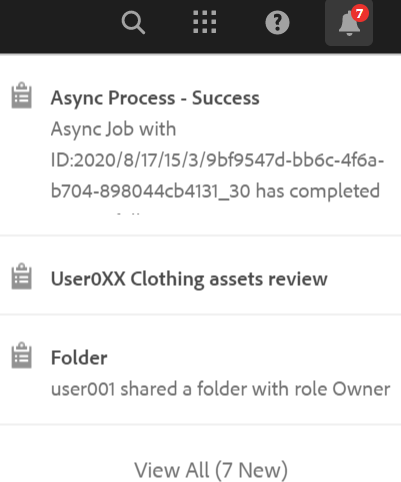 7
Async Process - Success
Async Job with
ID:2020/8/17/15/3/9bf9547d-bb6c-4f6a-
b704-898044cb4131_30 has completed
User0XX Clothing assets review
Folder
user001 shared a folder with role Owner
View All (7 New)